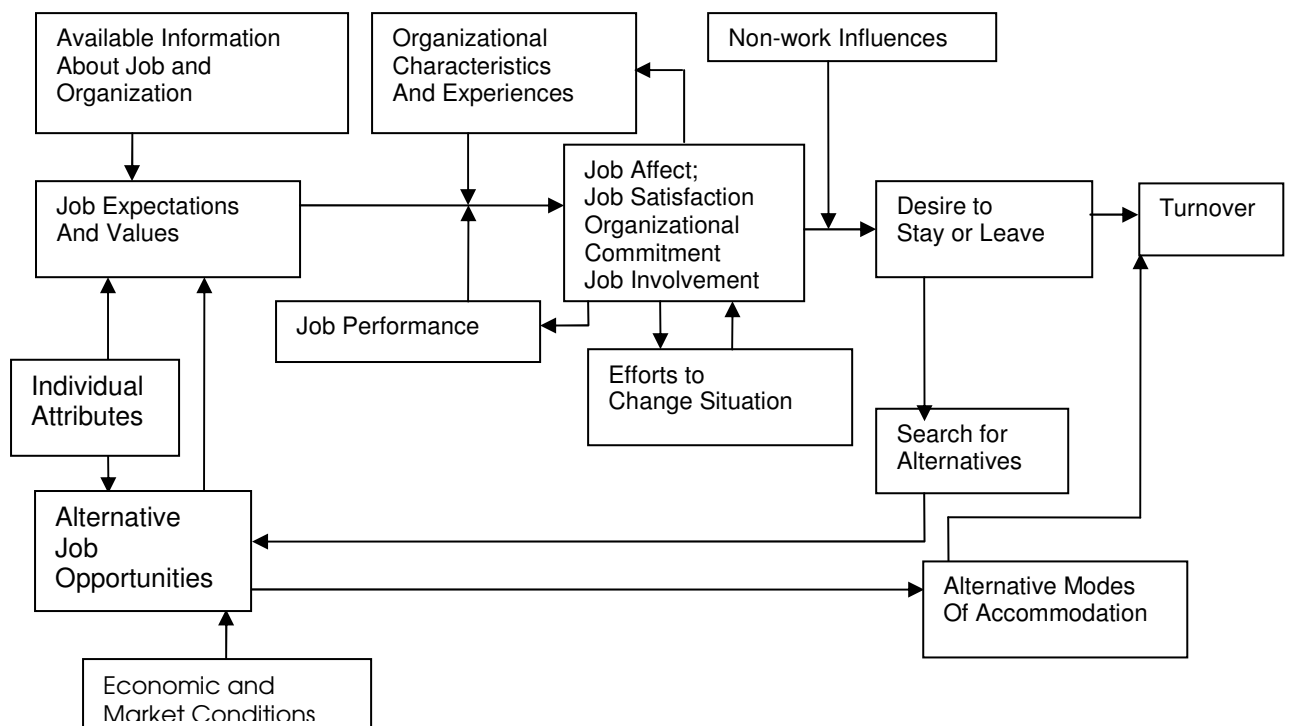 Available Information
About Job and
Organization
Organizational
Characteristics
And Experiences
Non-work Influences
Job Expectations
And Values
Job Affect;
Job Satisfaction
Organizational
Commitment
Job Involvement
Desire to
Stay or Leave
Turnover
Job Performance
Individual
Attributes
Efforts to
Change Situation
Search for
Alternatives
Alternative
Job
Opportunities
Alternative Modes
Of Accommodation
Economic and
Market Conditions